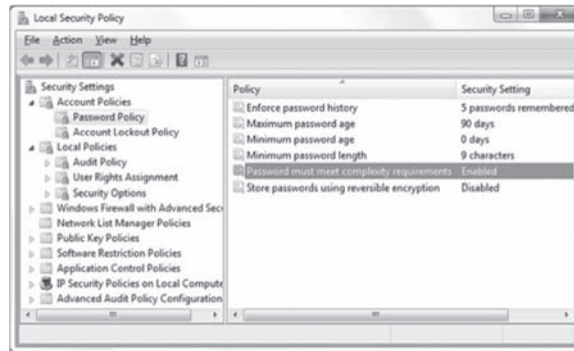 Local Security Policy
File Action View Help
Security Settings
Account Policies
Password Policy
Account Lockout Policy
Local Policies
Audit Policy
User Rights Assignment
Security Options
Windows Firewall with Advanced Secu
Network List Manager Policies
Public Key Policies
Software Restriction Policies
Application Control Policies
IP Security Policies on Local Compute
Advanced Audit Policy Configuration
Policy Security Setting
Enforce password history 5 passwords remembered
Maximum password age 90 days
Minimum password age 0 days
Minimum password length 9 characters
Password must meet complexity requirements Enabled
Store passwords using reversible encryption Disabled